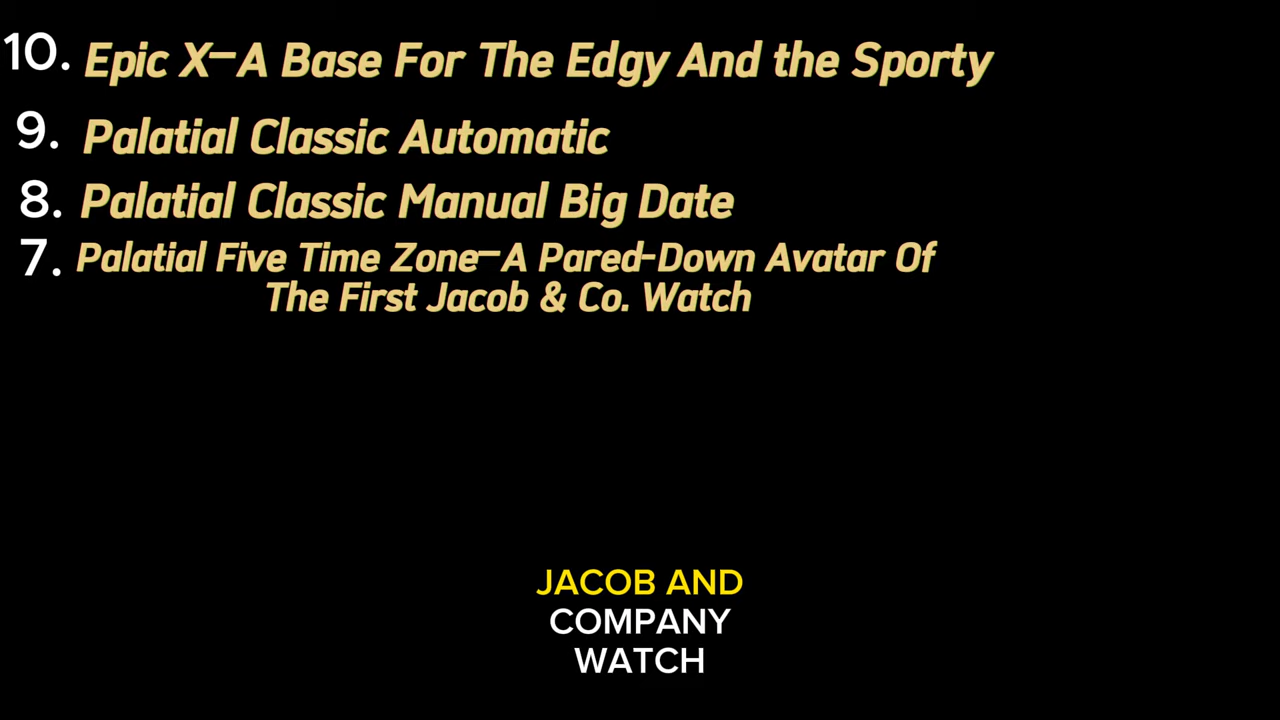 10. Epic X–A Base For The Edgy And the Sporty
9. Palatial Classic Automatic
8. Palatial Classic Manual Big Date
7. Palatial Five Time Zone–A Pared-Down Avatar Of
The First Jacob & Co. Watch
JACOB AND
COMPANY
WATCH